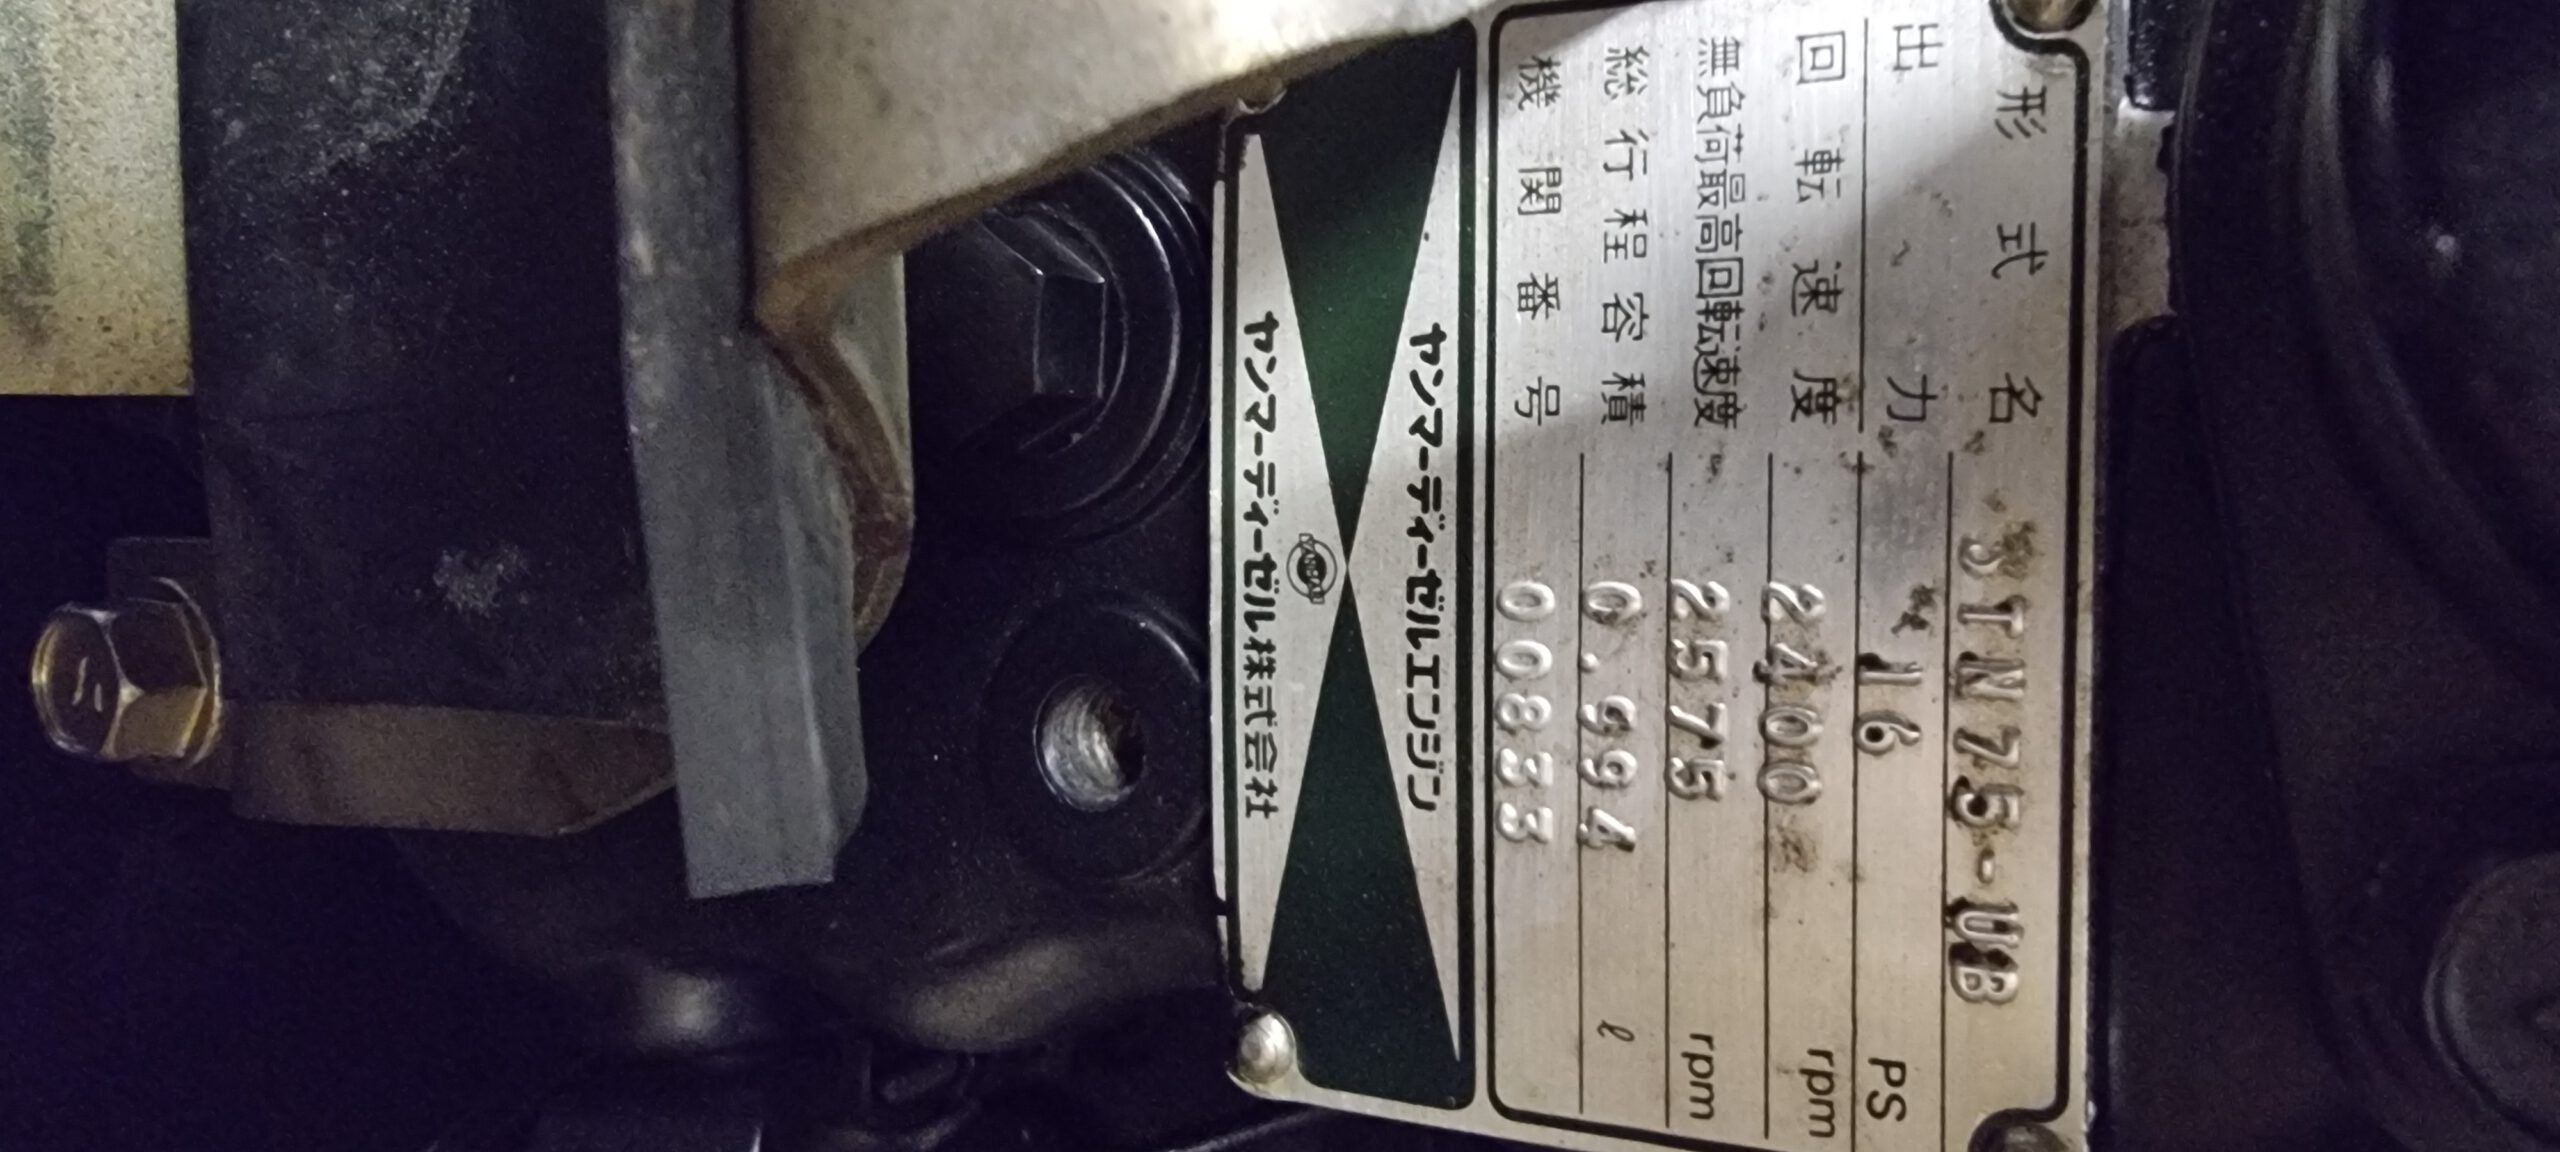 形式名 3TN75-UB
出力 16 PS
回転速度 2400 rpm
無負荷最高回転速度 2575 rpm
総行程容積 0.994 ℓ
機関番号 00833
ヤンマーディーゼルエンジン
YANMAR
ヤンマーディーゼル株式会社